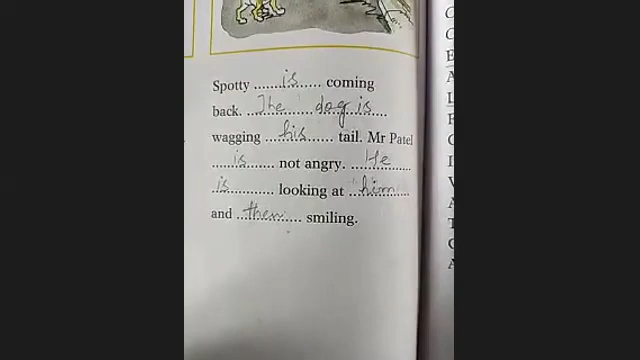 Spotty ........is....... coming
back. The dog is
wagging ....his....... tail. Mr Patel
.....is........ not angry. He
is........... looking at ..him....
and ...then.... smiling.